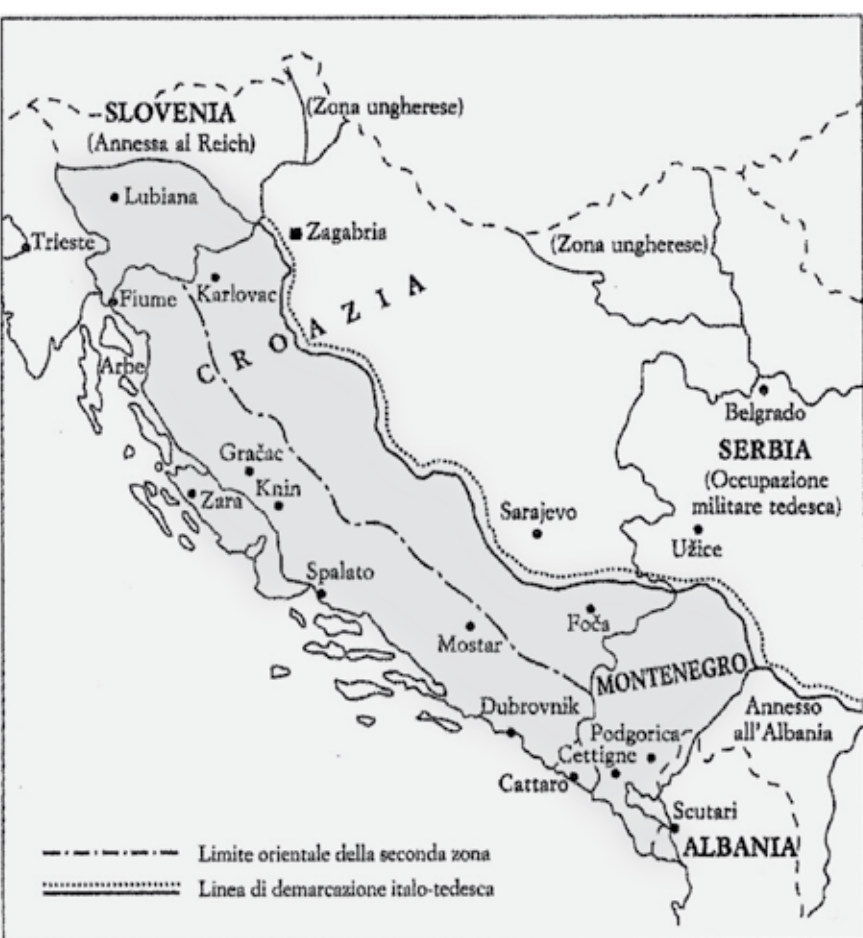 SLOVENIA
(Annessa al Reich)
(Zona ungherese)
Lubiana
Trieste
Zagabria
(Zona ungherese)
Fiume
Karlovac
CROAZIA
Arbe
Belgrado
SERBIA
(Occupazione
militare tedesca)
Gračac
Knin
Zara
Sarajevo
Užice
Spalato
Foča
Mostar
MONTENEGRO
Dubrovnik
Annesso
all'Albania
Podgorica
Cettigne
Cattaro
Scutari
ALBANIA
Limite orientale della seconda zona
Linea di demarcazione italo-tedesca